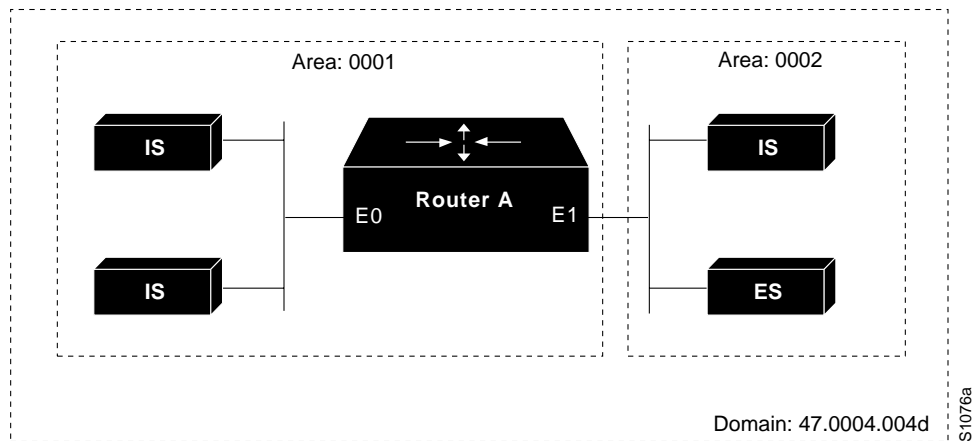 Area: 0001
Area: 0002
IS
IS
Router A
E0
E1
IS
ES
Domain: 47.0004.004d
S1076a